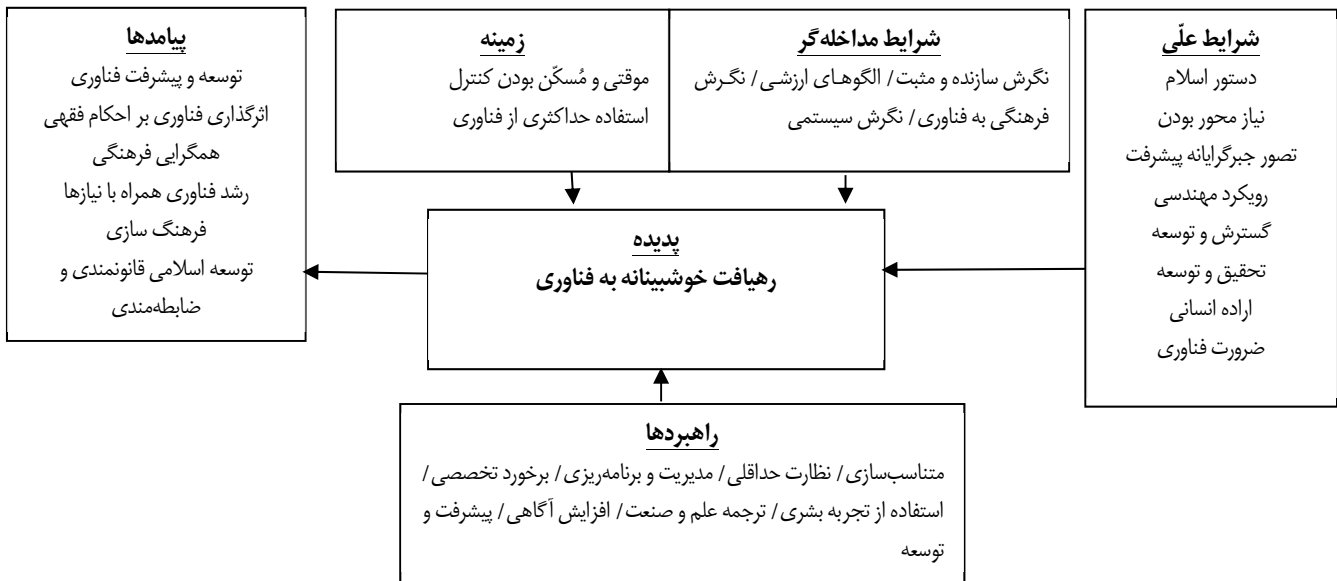 شرایط علّی
دستور اسلام
نیاز محور بودن
تصور جبرگرایانه پیشرفت
رویکرد مهندسی
گسترش و توسعه
تحقیق و توسعه
اراده انسانی
ضرورت فناوری
شرایط مداخله‌گر
نگرش سازنده و مثبت/ الگوهـای ارزشـی/ نگـرش
فرهنگی به فناوری/ نگرش سیستمی
زمینه
موقتی و مُسکّن بودن کنترل
استفاده حداکثری از فناوری
پیامدها
توسعه و پیشرفت فناوری
اثرگذاری فناوری بر احکام فقهی
همگرایی فرهنگی
رشد فناوری همراه با نیازها
فرهنگ سازی
توسعه اسلامی قانونمندی و
ضابطه‌مندی
پدیده
رهیافت خوشبینانه به فناوری
راهبردها
متناسب‌سازی/ نظارت حداقلی/ مدیریت و برنامه‌ریزی/ برخورد تخصصی/
استفاده از تجربه بشری/ ترجمه علم و صنعت/ افزایش آگاهی/ پیشرفت و
توسعه